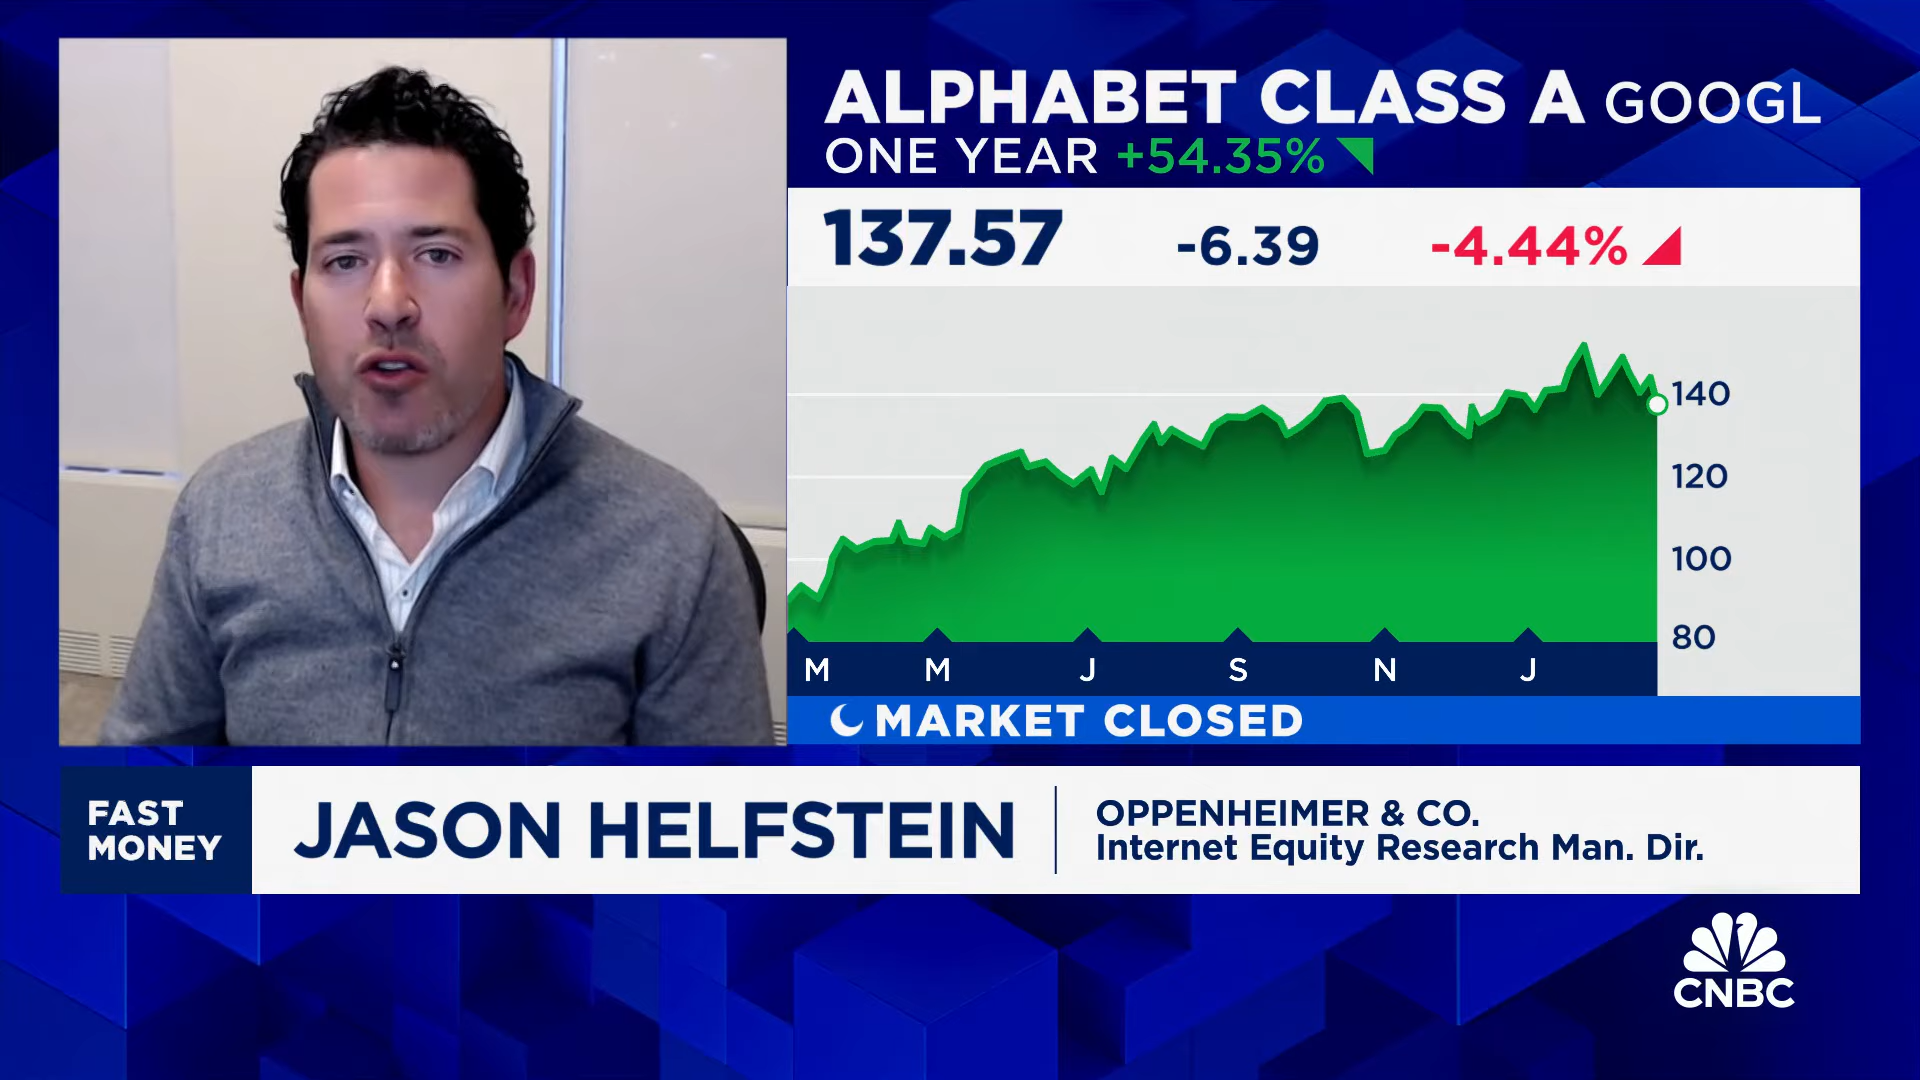 ALPHABET CLASS A GOOGL
ONE YEAR +54.35%
137.57 -6.39 -4.44%
140
120
100
80
M M J S N J
MARKET CLOSED
FAST
MONEY
JASON HELFSTEIN
OPPENHEIMER & CO.
Internet Equity Research Man. Dir.
CNBC